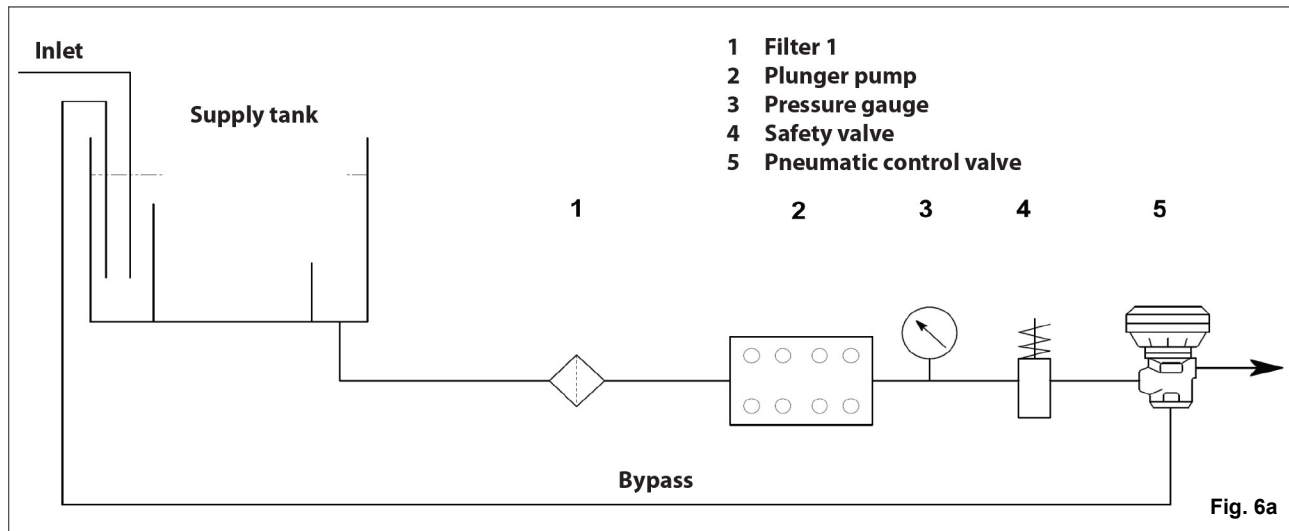 Inlet
Supply tank
1 Filter 1
2 Plunger pump
3 Pressure gauge
4 Safety valve
5 Pneumatic control valve
1 2 3 4 5
Bypass
Fig. 6a